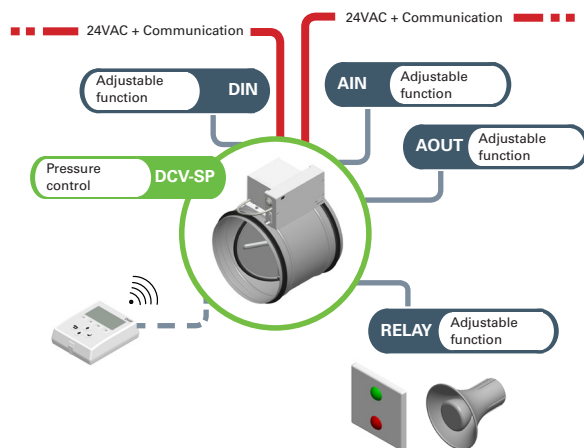 24VAC + Communication
24VAC + Communication
Adjustable
function
DIN
AIN
Adjustable
function
AOUT
Adjustable
function
Pressure
control
DCV-SP
RELAY
Adjustable
function